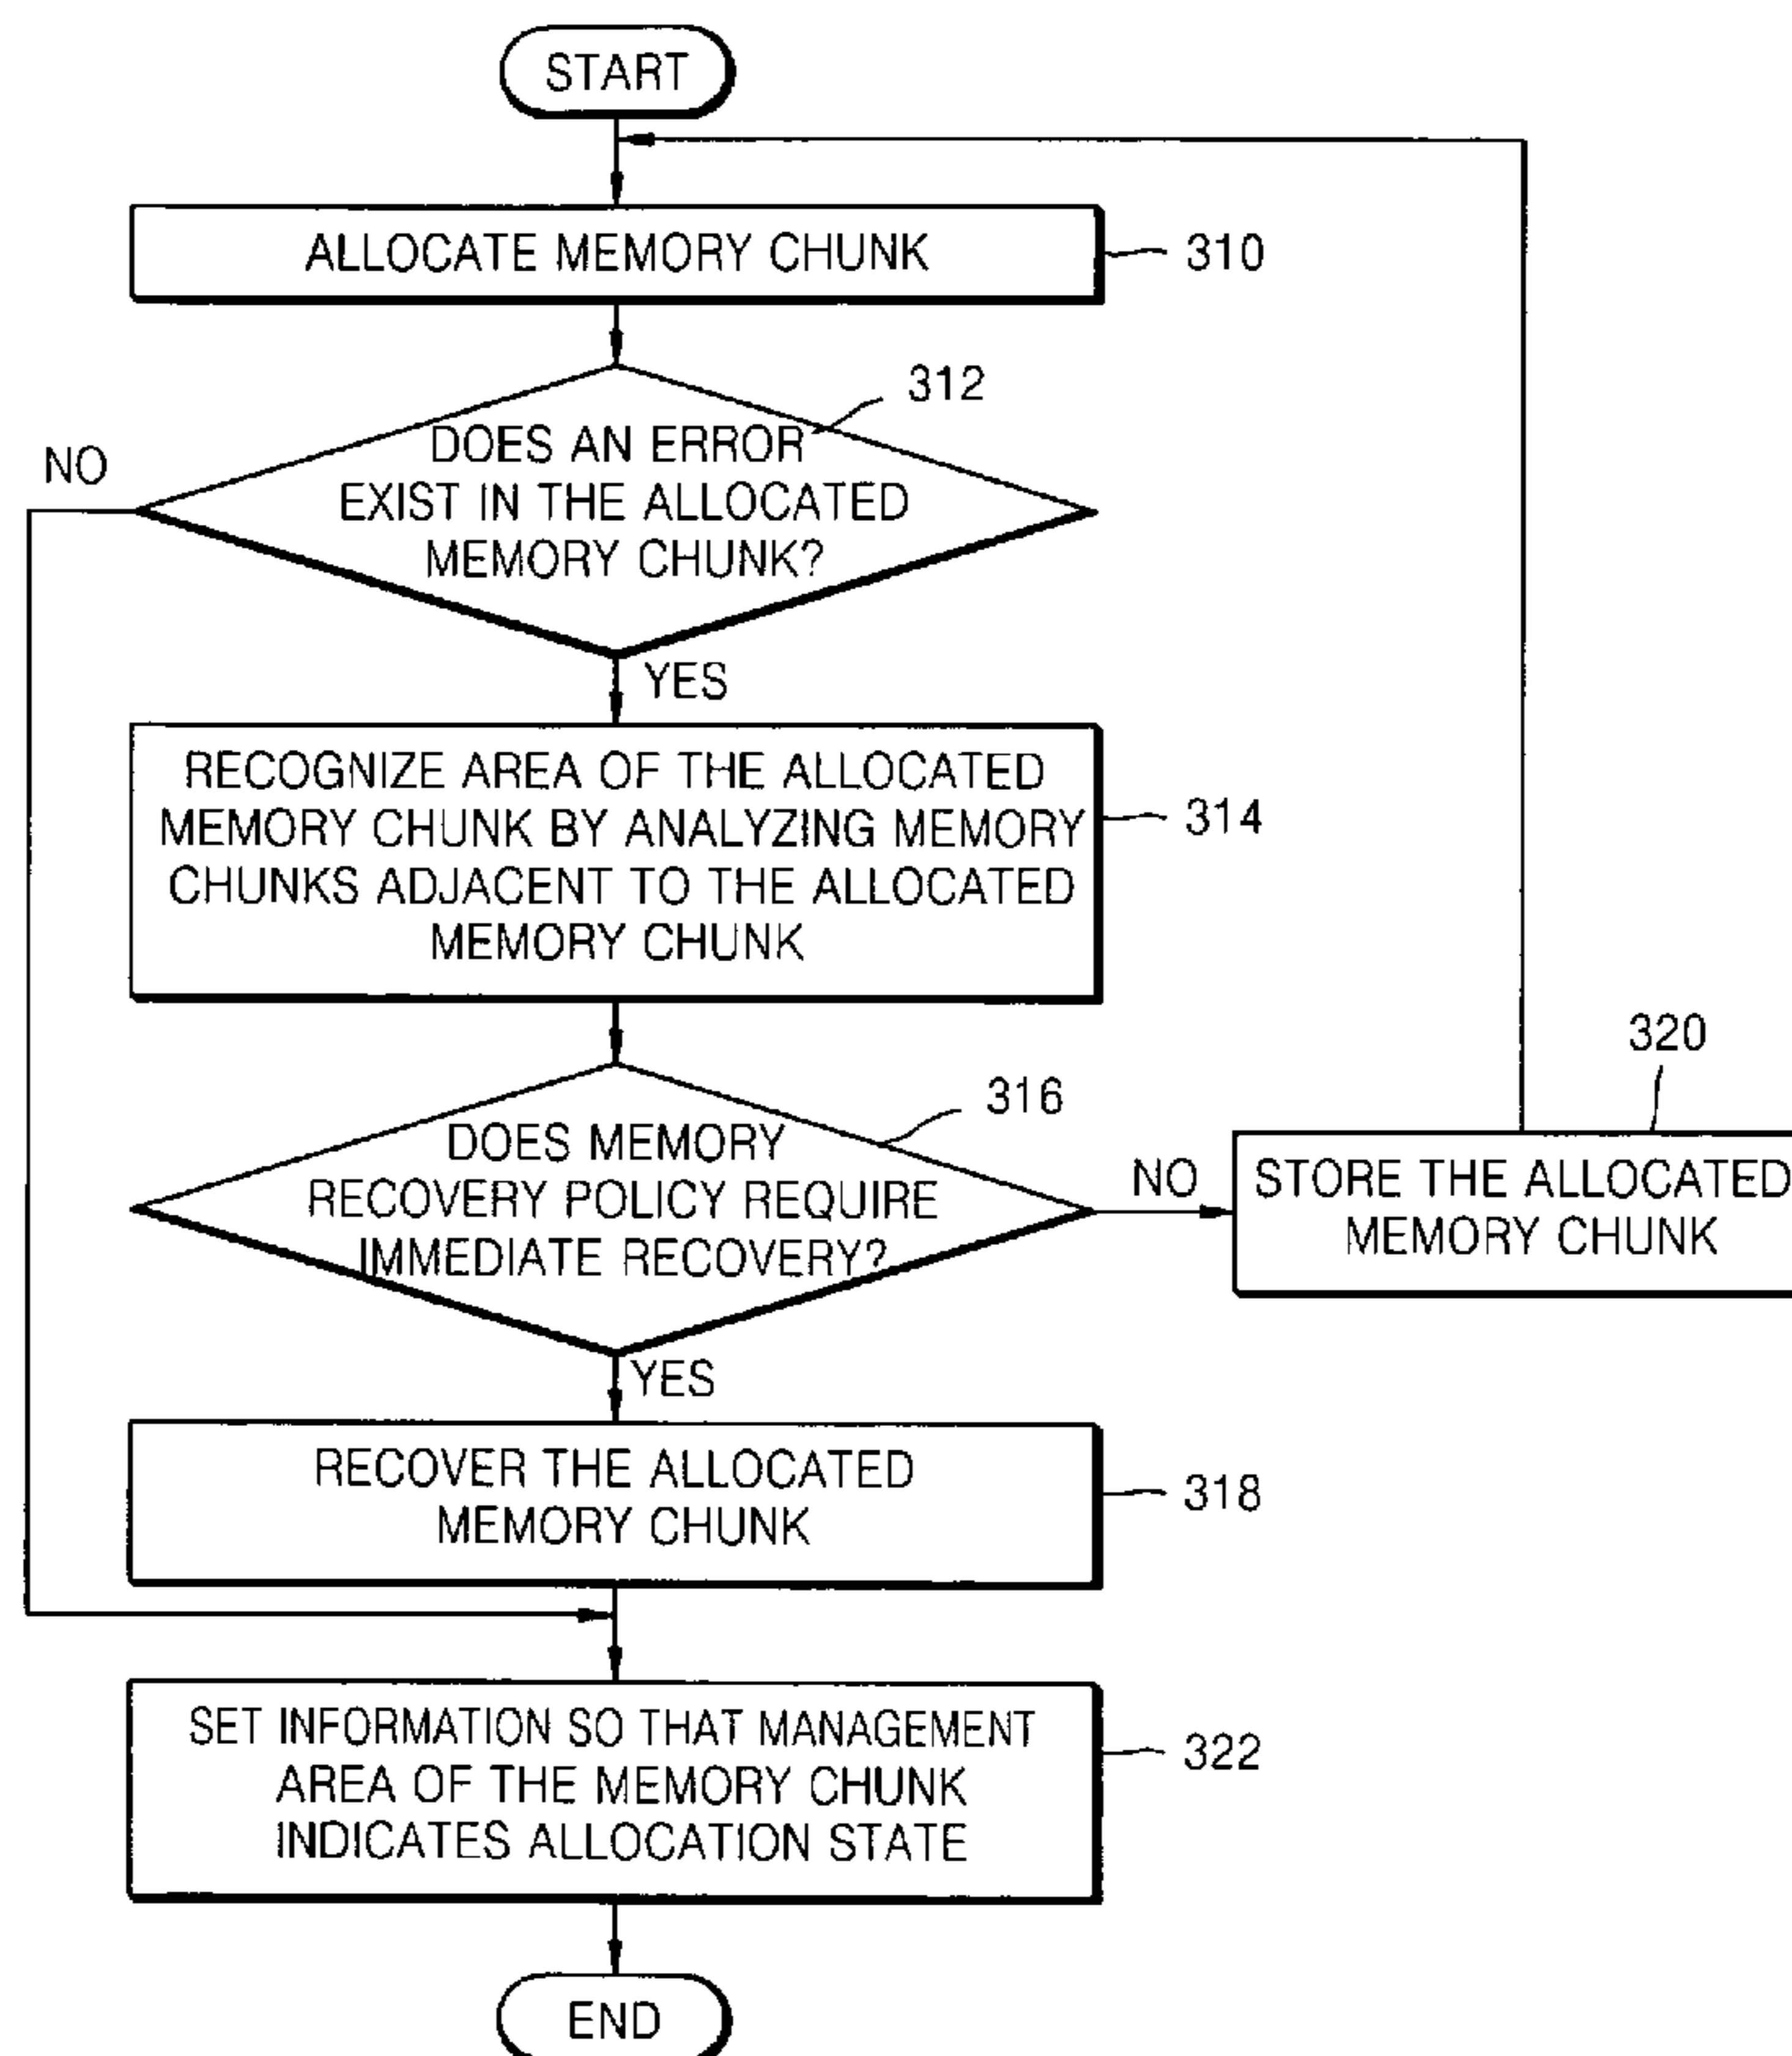 START
ALLOCATE MEMORY CHUNK
310
312
DOES AN ERROR
EXIST IN THE ALLOCATED
MEMORY CHUNK?
NO
YES
RECOGNIZE AREA OF THE ALLOCATED
MEMORY CHUNK BY ANALYZING MEMORY
CHUNKS ADJACENT TO THE ALLOCATED
MEMORY CHUNK
314
316
DOES MEMORY
RECOVERY POLICY REQUIRE
IMMEDIATE RECOVERY?
NO
320
STORE THE ALLOCATED
MEMORY CHUNK
YES
RECOVER THE ALLOCATED
MEMORY CHUNK
318
SET INFORMATION SO THAT MANAGEMENT
AREA OF THE MEMORY CHUNK
INDICATES ALLOCATION STATE
322
END